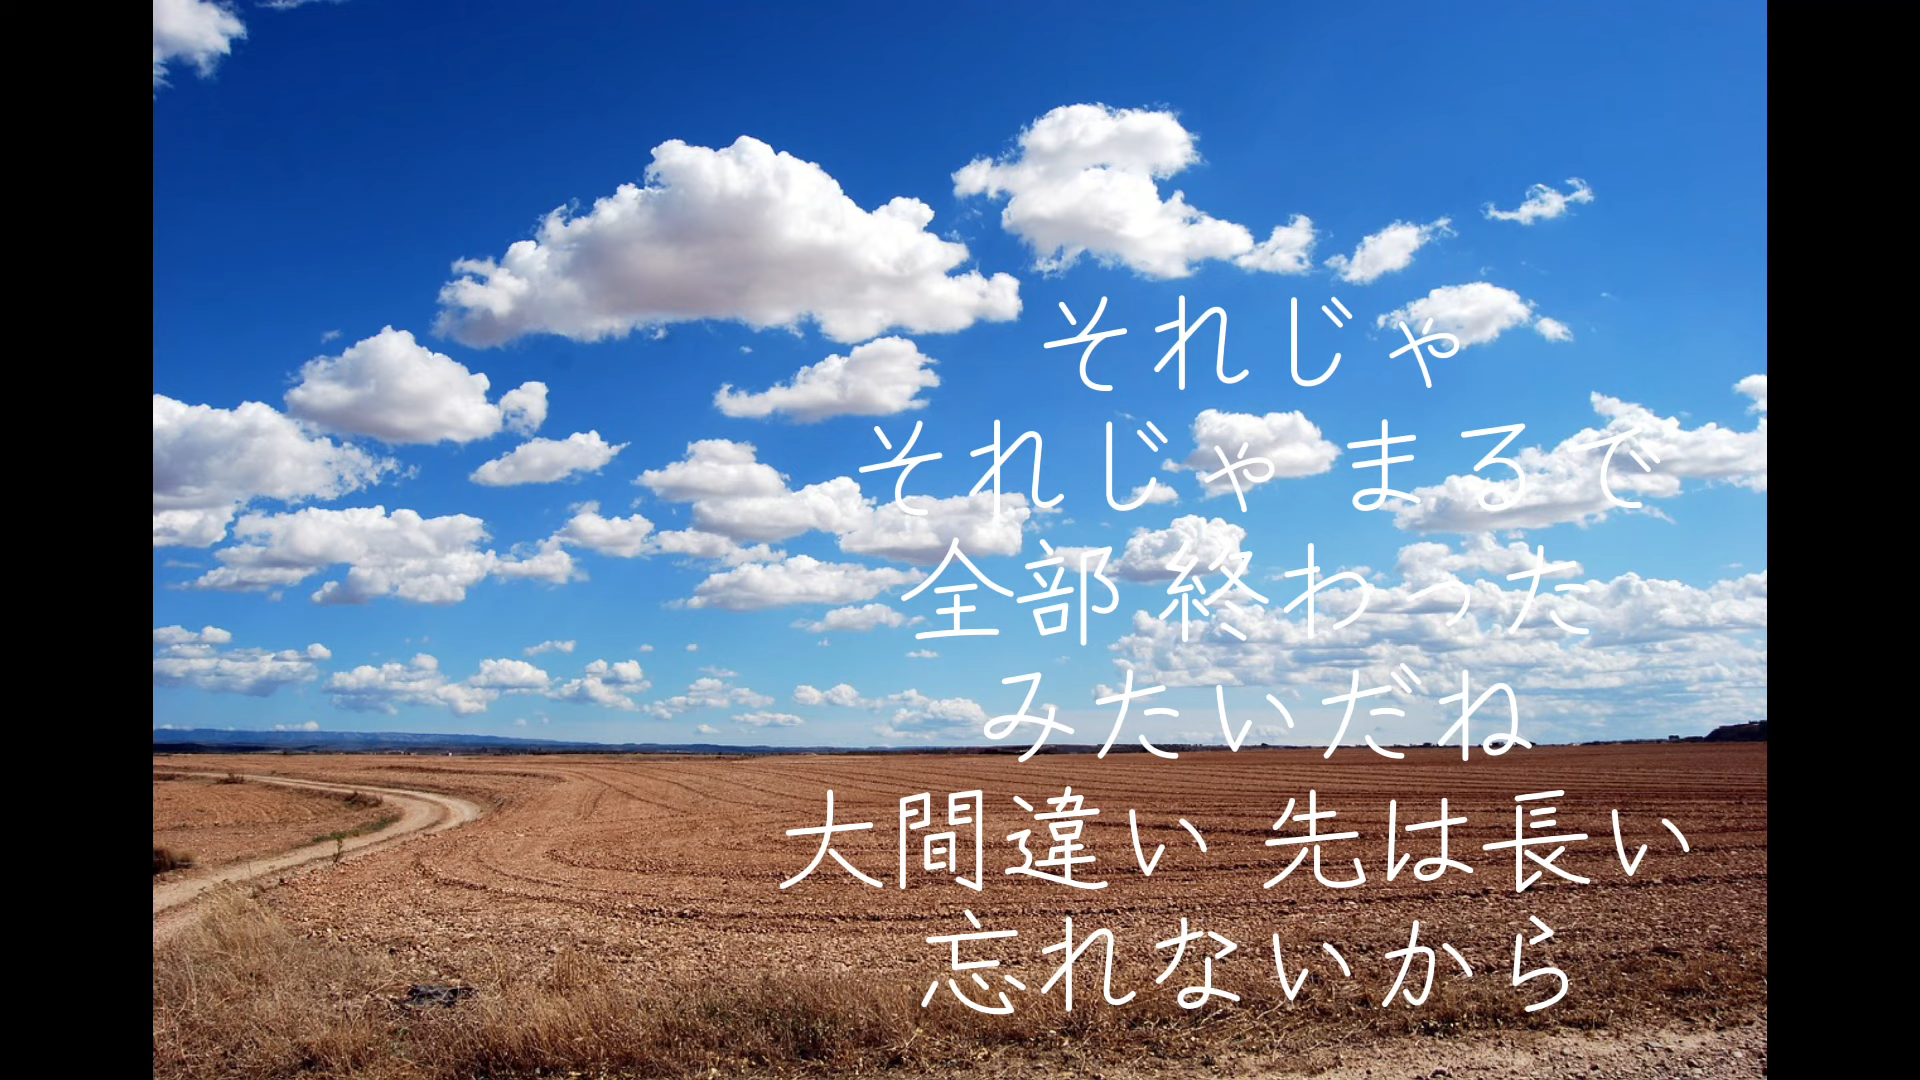 それじゃ
それじゃ まるで
全部 終わった
みたいだね
大間違い 先は長い
忘れないから